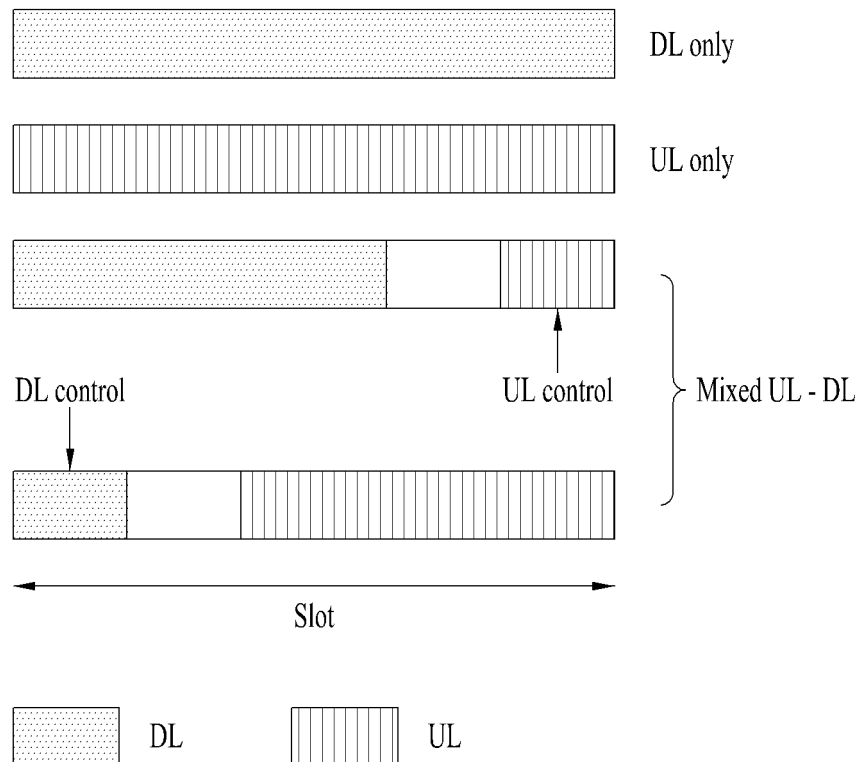 DL only
UL only
DL control
UL control
Mixed UL - DL
Slot
DL
UL